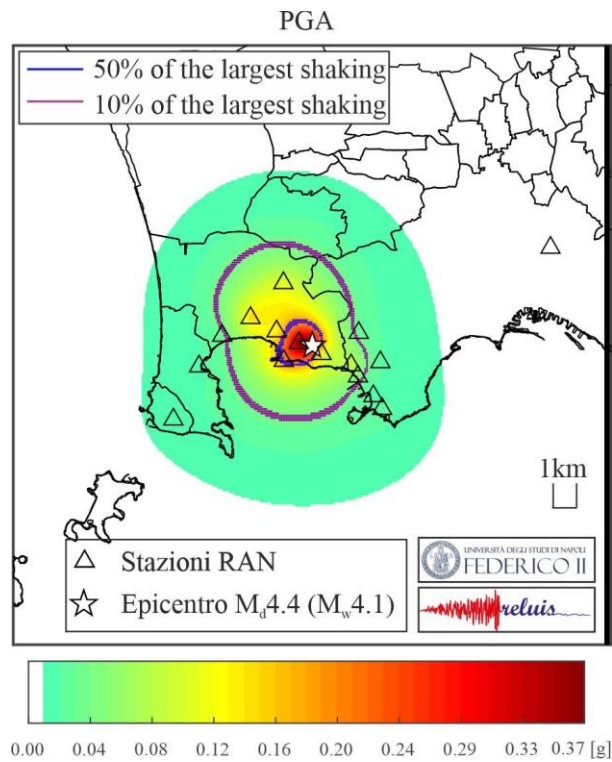 PGA
50% of the largest shaking
10% of the largest shaking
1km
Stazioni RAN
Epicentro Md4.4 (Mw4.1)
UNIVERSITÀ DEGLI STUDI DI NAPOLI
FEDERICO II
reluis
0.00 0.04 0.08 0.12 0.16 0.20 0.24 0.29 0.33 0.37 [g]